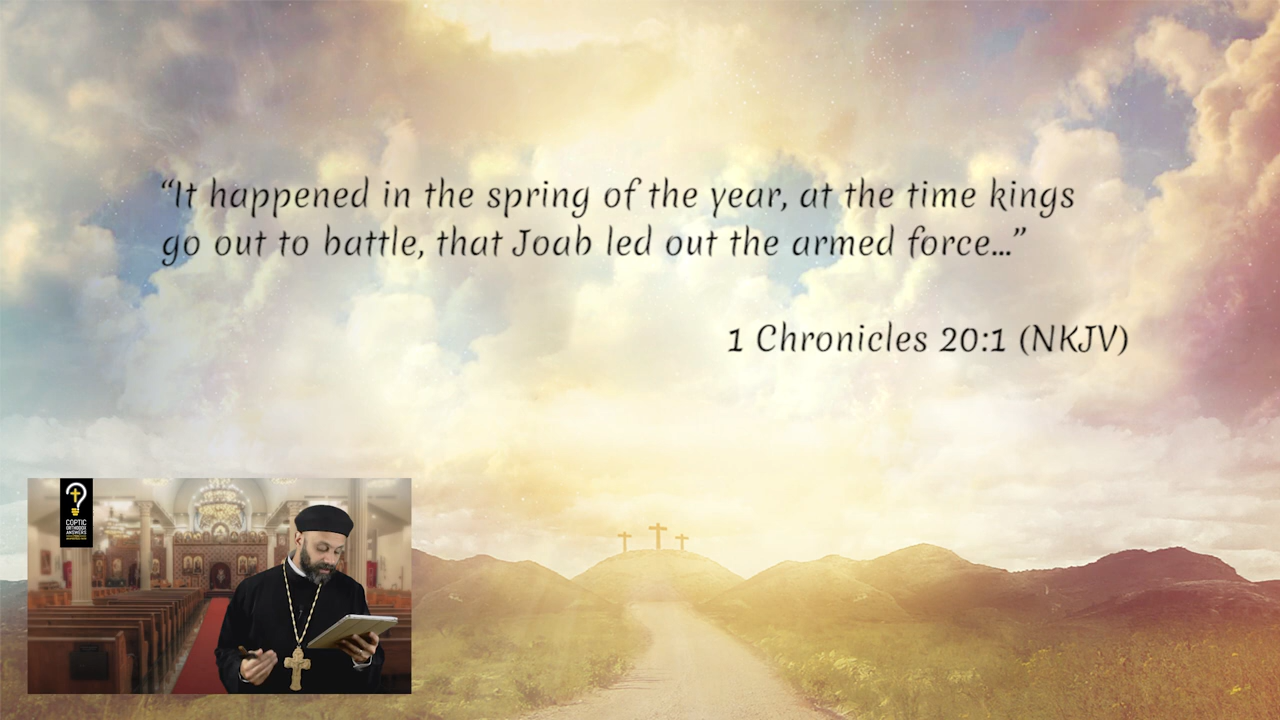 “It happened in the spring of the year, at the time kings
go out to battle, that Joab led out the armed force...”
1 Chronicles 20:1 (NKJV)
COPTIC
ORTHODOX
ANSWERS